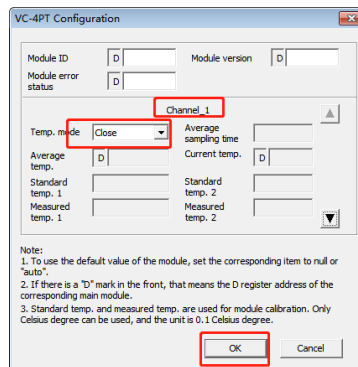 VC-4PT Configuration
Module ID D Module version D
Module error status D
Channel_1
Temp. mode Close Average sampling time
Average temp. D Current temp. D
Standard temp. 1 Standard temp. 2
Measured temp. 1 Measured temp. 2
Note:
1. To use the default value of the module, set the corresponding item to null or
"auto".
2. If there is a "D" mark in the front, that means the D register address of the
corresponding main module.
3. Standard temp. and measured temp. are used for module calibration. Only
Celsius degree can be used, and the unit is 0.1 Celsius degree.
OK Cancel